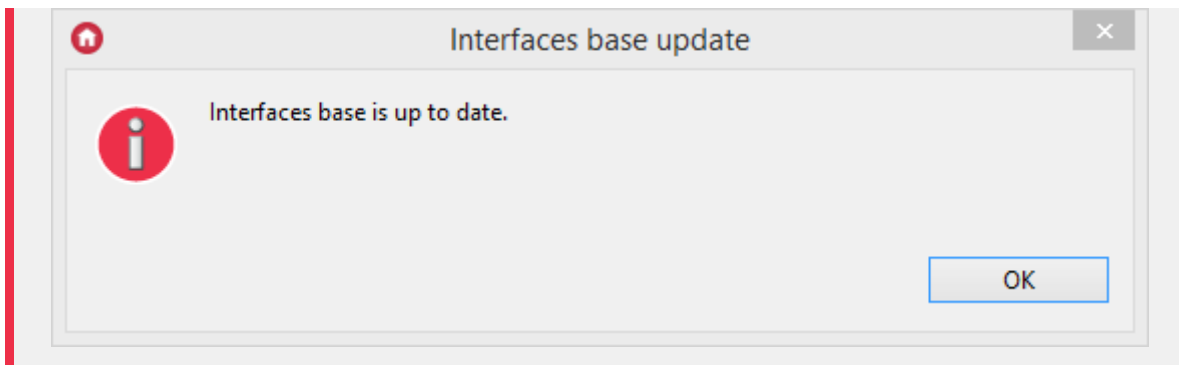 Interfaces base update
Interfaces base is up to date.
OK